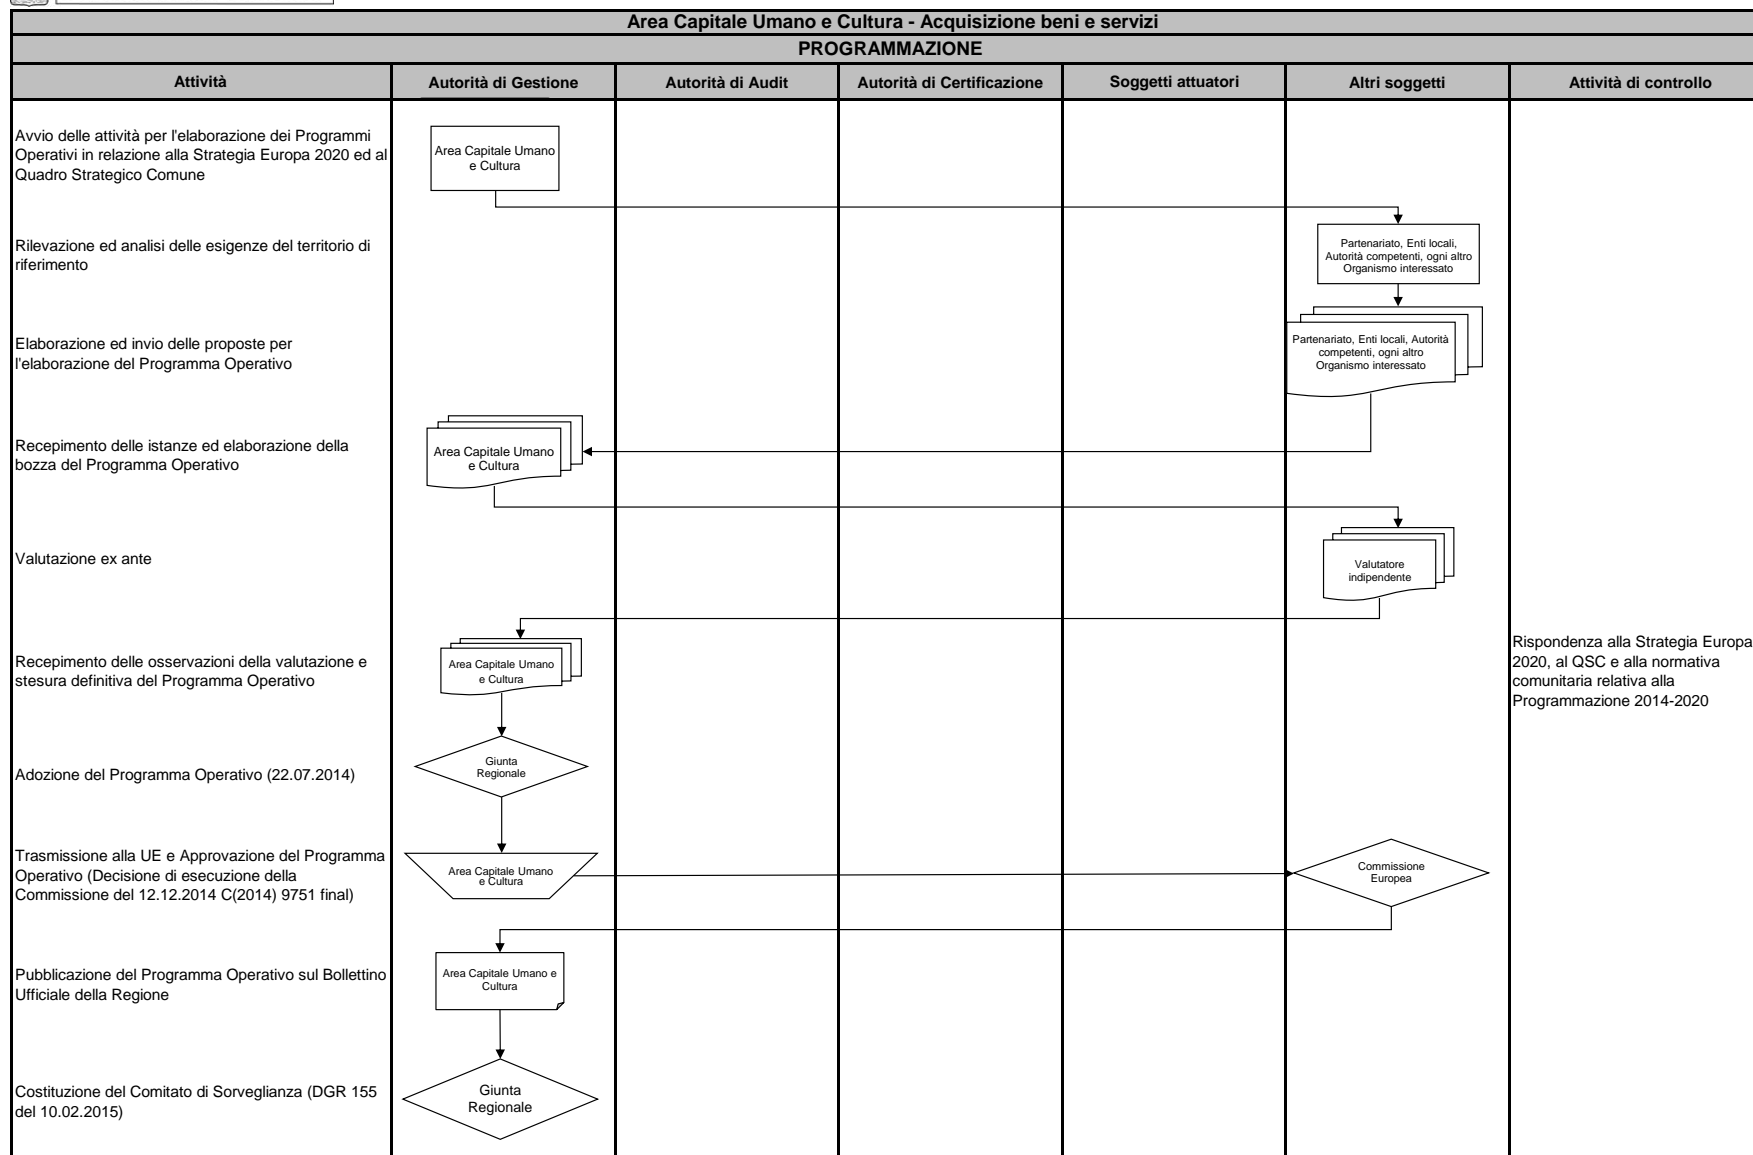 Area Capitale Umano e Cultura - Acquisizione beni e servizi
PROGRAMMAZIONE
Attività
Autorità di Gestione
Autorità di Audit
Autorità di Certificazione
Soggetti attuatori
Altri soggetti
Attività di controllo
Avvio delle attività per l'elaborazione dei Programmi
Operativi in relazione alla Strategia Europa 2020 ed al
Quadro Strategico Comune
Area Capitale Umano
e Cultura
Rilevazione ed analisi delle esigenze del territorio di
riferimento
Partenariato, Enti locali,
Autorità competenti, ogni altro
Organismo interessato
Elaborazione ed invio delle proposte per
l'elaborazione del Programma Operativo
Partenariato, Enti locali, Autorità
competenti, ogni altro
Organismo interessato
Recepimento delle istanze ed elaborazione della
bozza del Programma Operativo
Area Capitale Umano
e Cultura
Valutazione ex ante
Valutatore
indipendente
Recepimento delle osservazioni della valutazione e
stesura definitiva del Programma Operativo
Area Capitale Umano
e Cultura
Rispondenza alla Strategia Europa
2020, al QSC e alla normativa
comunitaria relativa alla
Programmazione 2014-2020
Adozione del Programma Operativo (22.07.2014)
Giunta
Regionale
Trasmissione alla UE e Approvazione del Programma
Operativo (Decisione di esecuzione della
Commissione del 12.12.2014 C(2014) 9751 final)
Area Capitale Umano
e Cultura
Commissione
Europea
Pubblicazione del Programma Operativo sul Bollettino
Ufficiale della Regione
Area Capitale Umano e
Cultura
Costituzione del Comitato di Sorveglianza (DGR 155
del 10.02.2015)
Giunta
Regionale